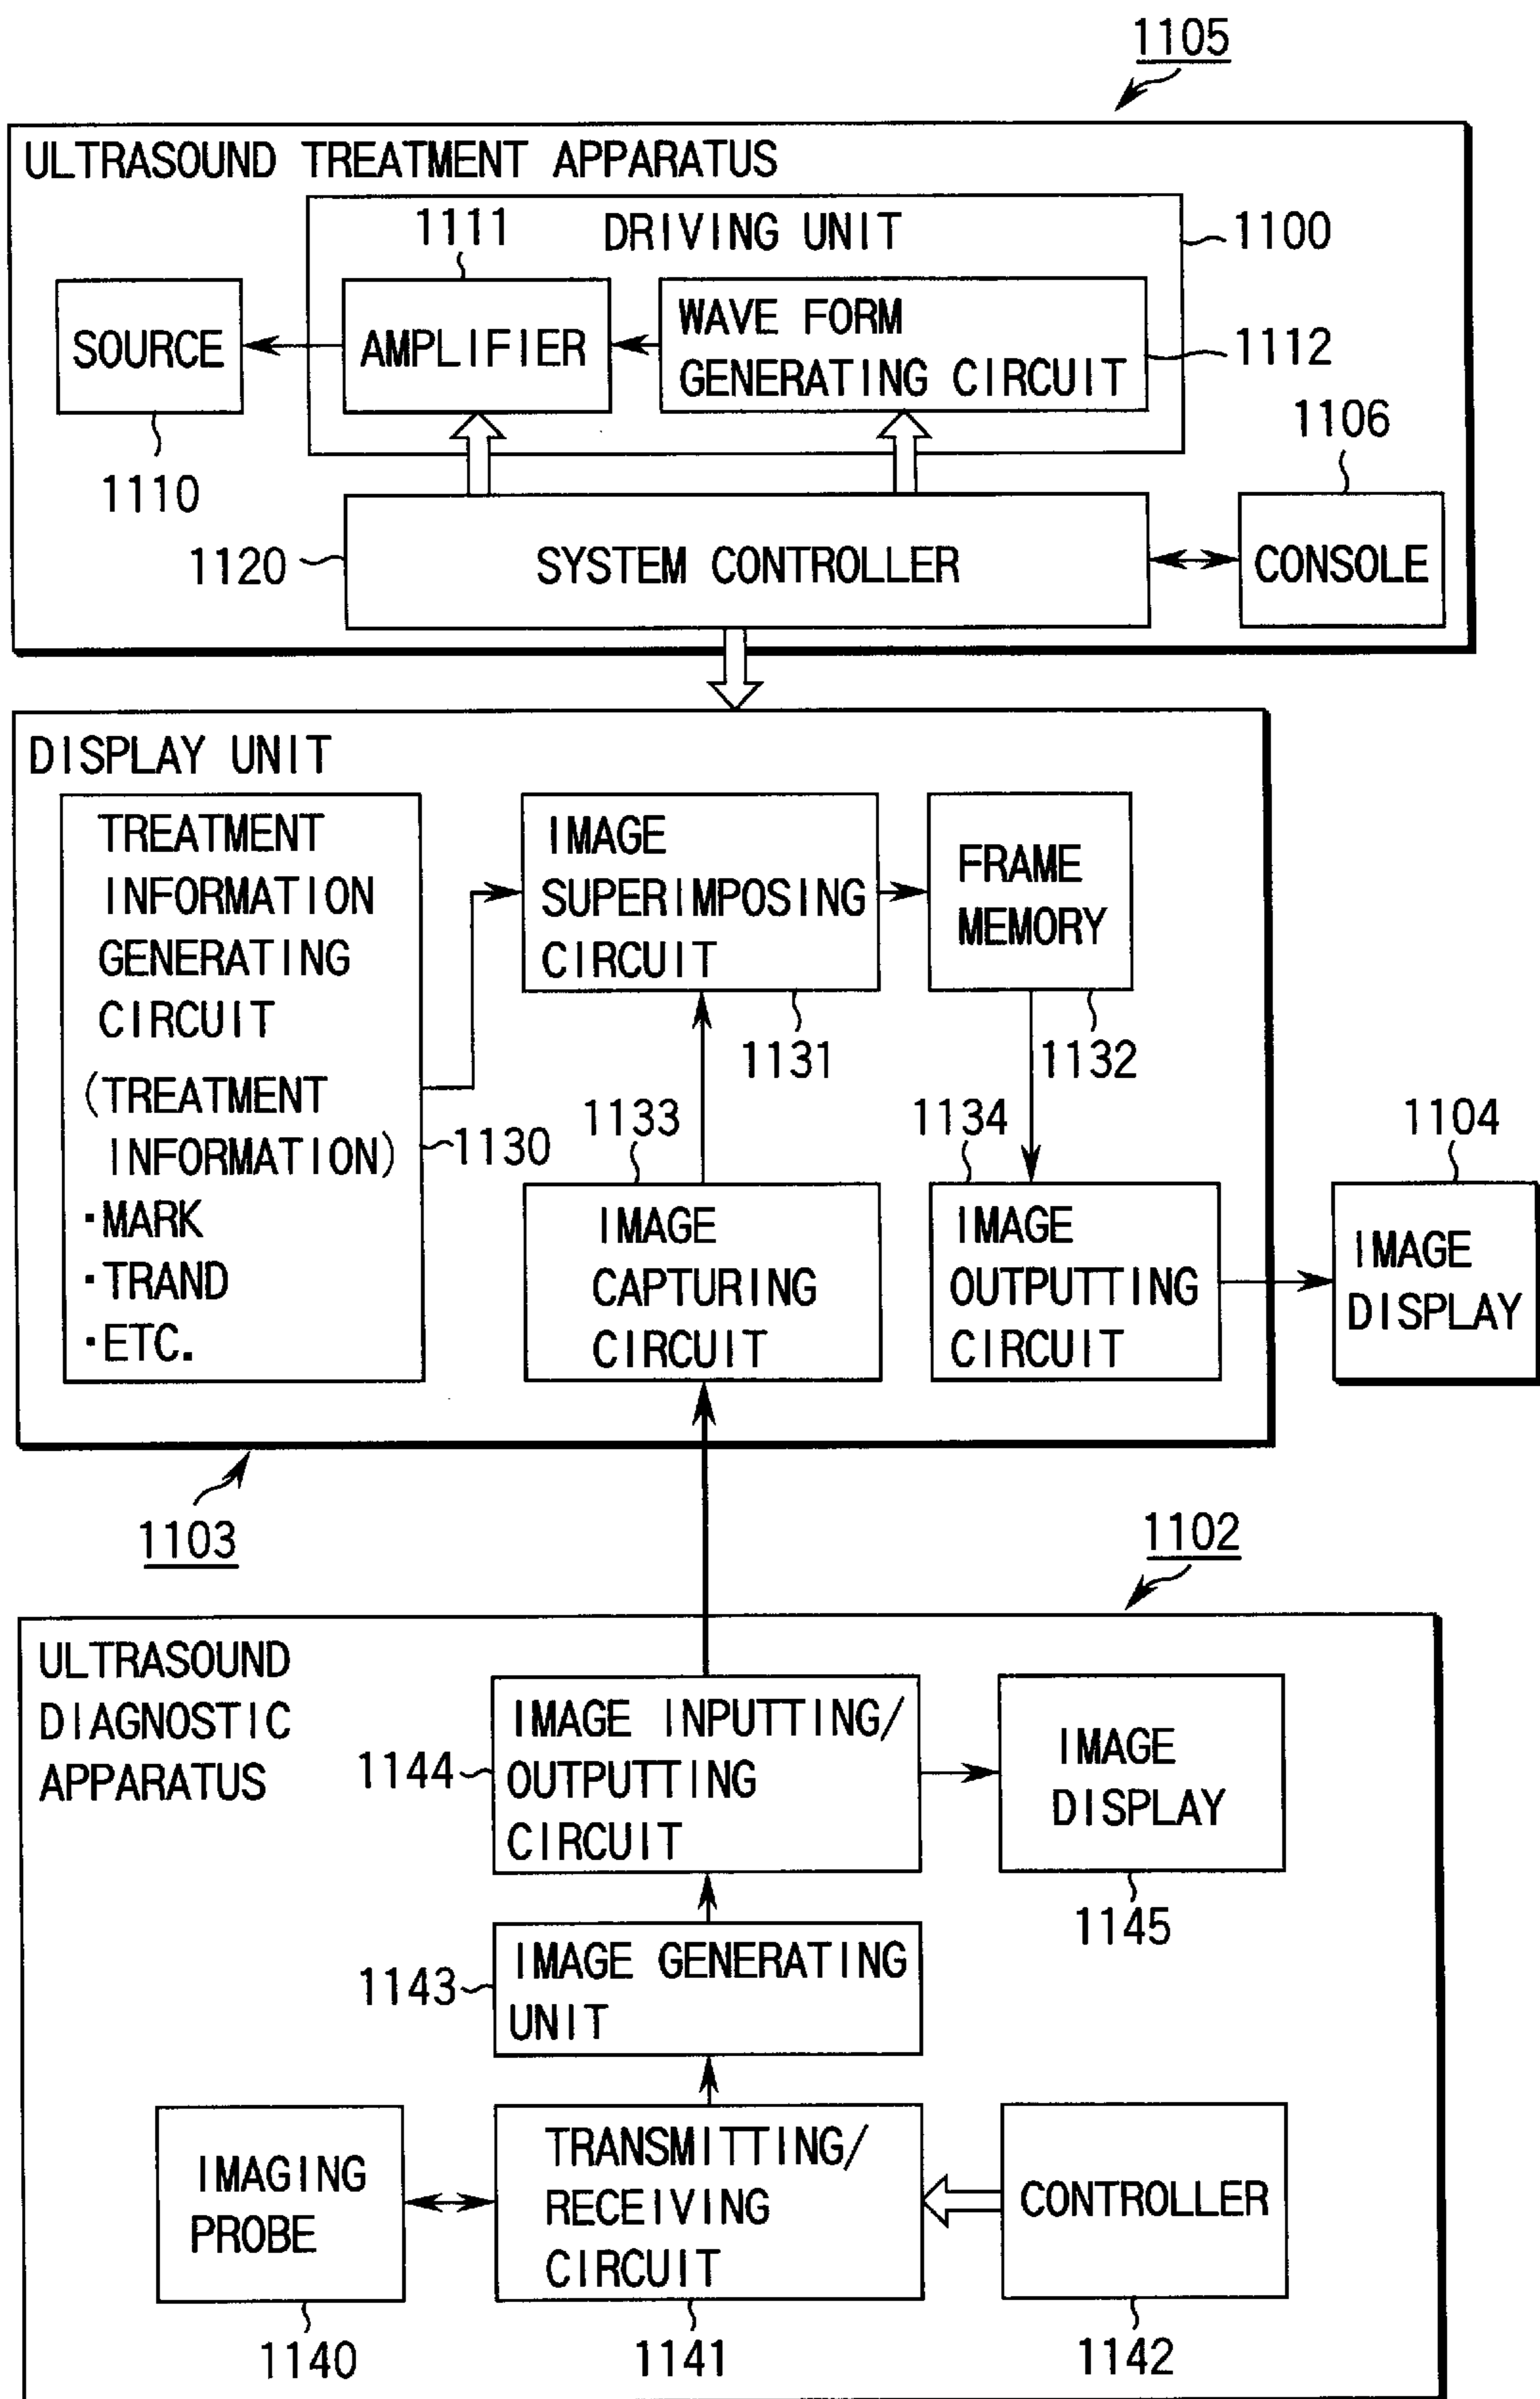 1105
ULTRASOUND TREATMENT APPARATUS
1111
DRIVING UNIT
1100
SOURCE
AMPLIFIER
WAVE FORM
GENERATING CIRCUIT
1112
1110
1106
1120
SYSTEM CONTROLLER
CONSOLE
DISPLAY UNIT
TREATMENT
INFORMATION
GENERATING
CIRCUIT
(TREATMENT
INFORMATION)
・MARK
・TRAND
・ETC.
1130
IMAGE
SUPERIMPOSING
CIRCUIT
1131
FRAME
MEMORY
1132
1133
IMAGE
CAPTURING
CIRCUIT
1134
IMAGE
OUTPUTTING
CIRCUIT
1104
IMAGE
DISPLAY
1103
1102
ULTRASOUND
DIAGNOSTIC
APPARATUS
1144
IMAGE INPUTTING/
OUTPUTTING
CIRCUIT
IMAGE
DISPLAY
1145
1143
IMAGE GENERATING
UNIT
IMAGING
PROBE
TRANSMITTING/
RECEIVING
CIRCUIT
CONTROLLER
1140
1141
1142